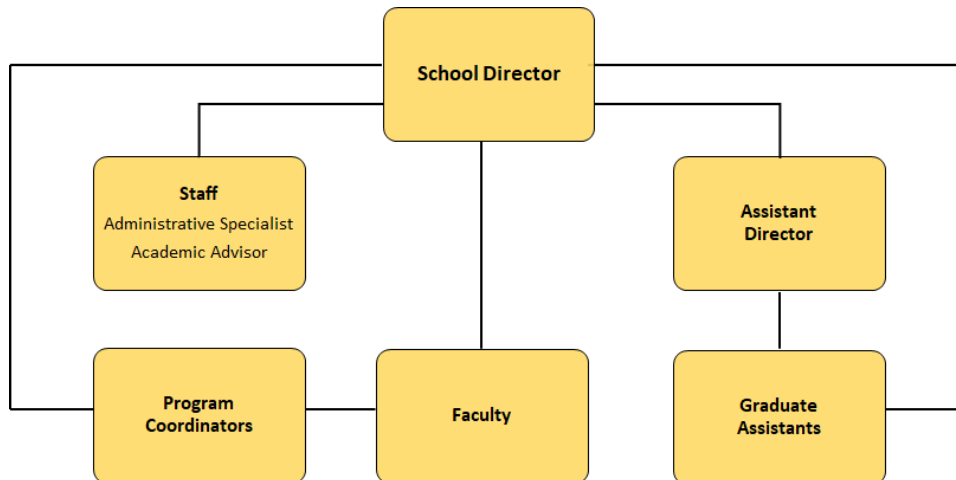 School Director
Staff
Administrative Specialist
Academic Advisor
Assistant
Director
Program
Coordinators
Faculty
Graduate
Assistants